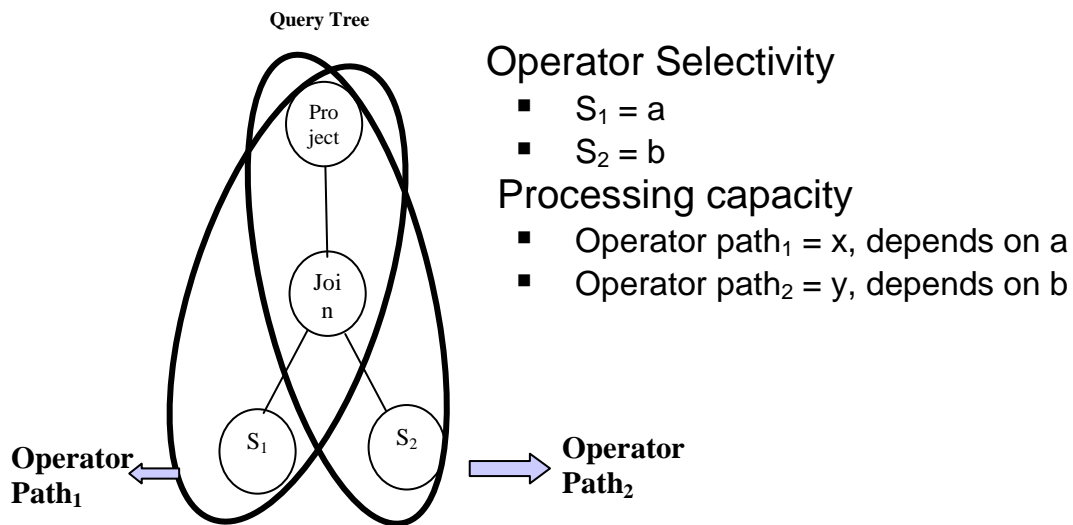 Query Tree
Pro
ject
Joi
n
S₁
S₂
Operator
Path₁
Operator
Path₂
Operator Selectivity
▪ S₁ = a
▪ S₂ = b
Processing capacity
▪ Operator path₁ = x, depends on a
▪ Operator path₂ = y, depends on b